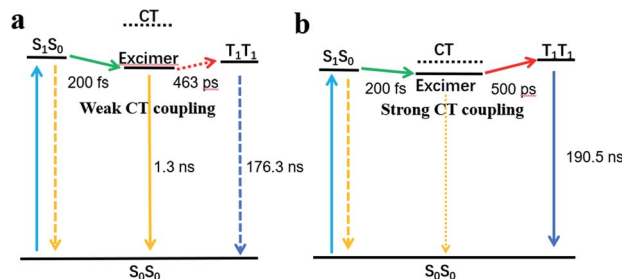 a
CT
S₁S₀
Excimer
T₁T₁
200 fs
463 ps
Weak CT coupling
1.3 ns
176.3 ns
S₀S₀
b
CT
S₁S₀
T₁T₁
Excimer
200 fs
500 ps
Strong CT coupling
190.5 ns
S₀S₀